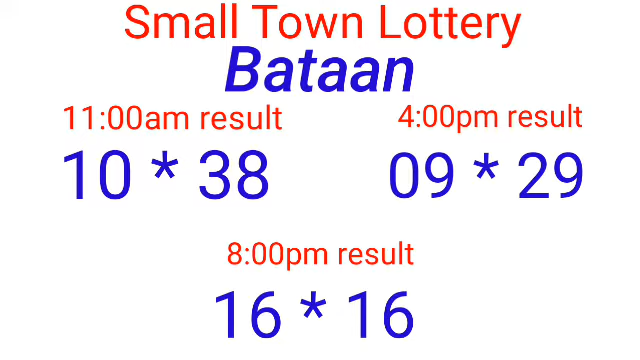 Small Town Lottery
Bataan
11:00am result
10 * 38
4:00pm result
09 * 29
8:00pm result
16 * 16